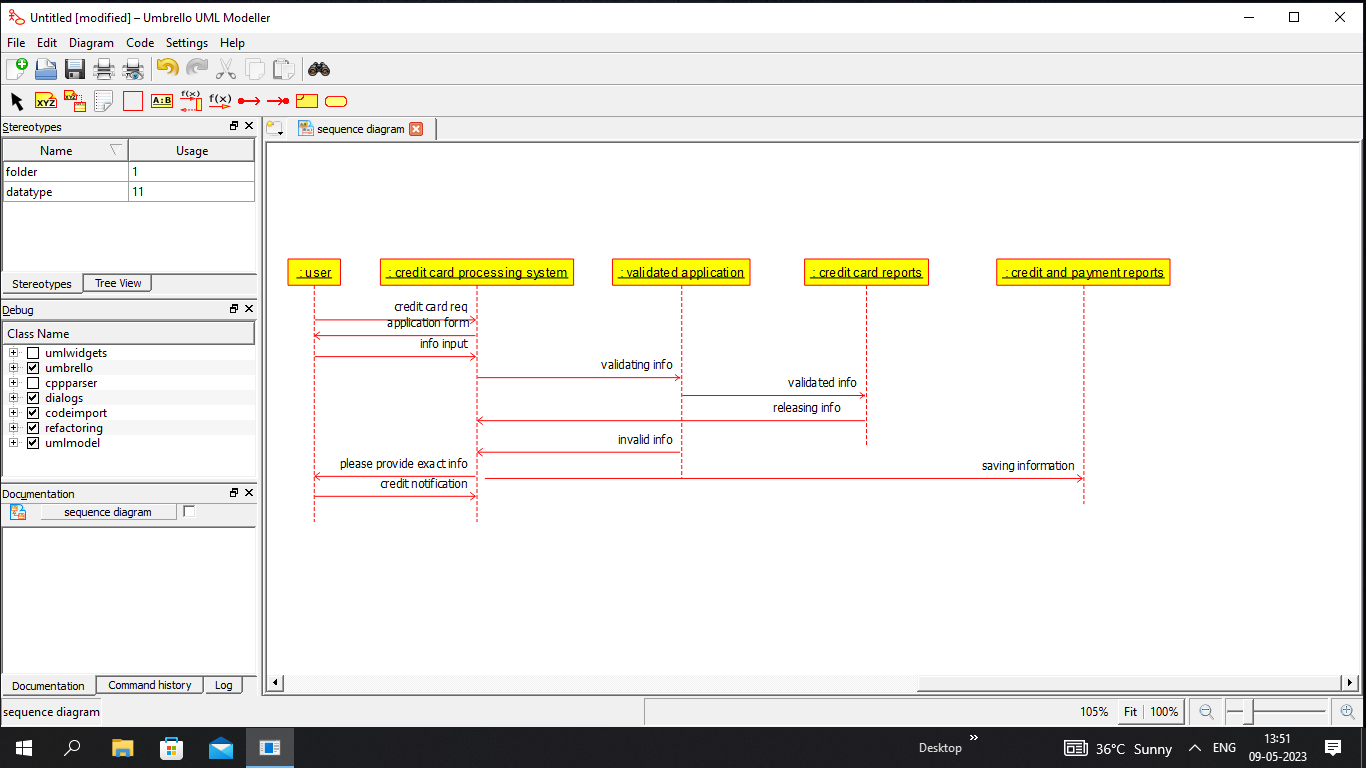 Untitled [modified] – Umbrello UML Modeller
File Edit Diagram Code Settings Help
XYZ XYZ A:B f(x) f(x)
Stereotypes
sequence diagram
Name Usage
folder 1
datatype 11
Stereotypes Tree View
Debug
Class Name
umlwidgets
umbrello
cppparser
dialogs
codeimport
refactoring
umlmodel
Documentation
sequence diagram
Documentation Command history Log
: user : credit card processing system : validated application : credit card reports : credit and payment reports
credit card req
application form
info input
validating info
validated info
releasing info
invalid info
please provide exact info
saving information
credit notification
sequence diagram
105% Fit 100%
Desktop » 36°C Sunny ENG 13:51
09-05-2023